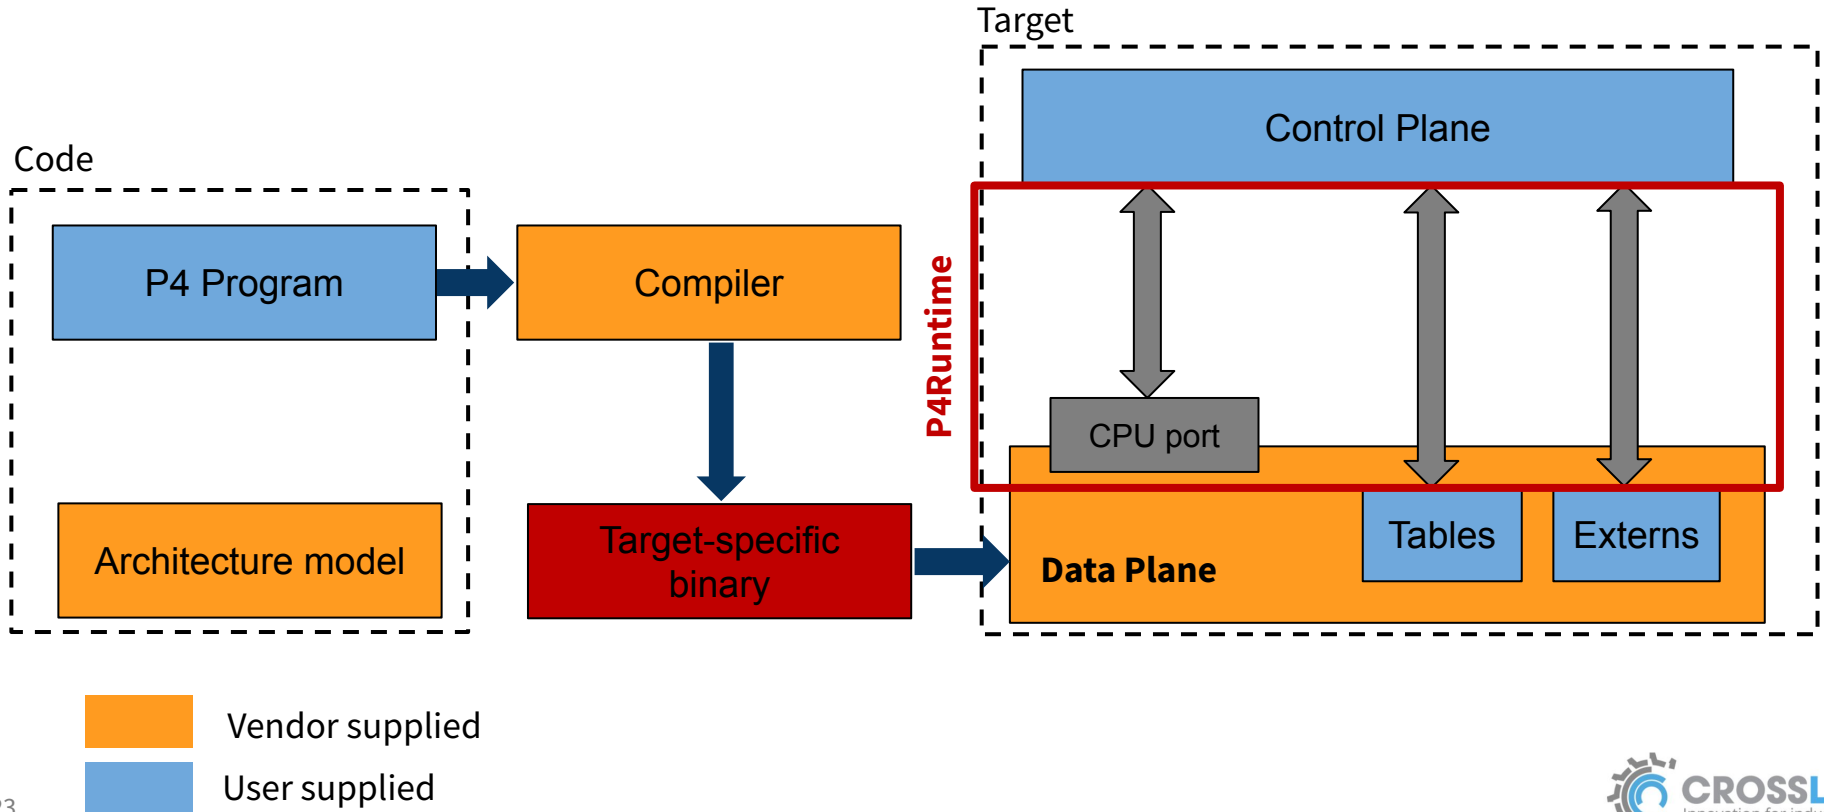 Target
Control Plane
Code
P4 Program
Compiler
P4Runtime
CPU port
Architecture model
Target-specific
binary
Data Plane
Tables
Externs
Vendor supplied
User supplied
CROSSL